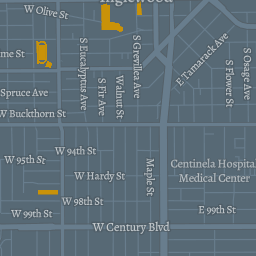 Inglewood
W Olive St
me St
S Eucalyptus Ave
S Fir Ave
Walnut St
S Grevillea Ave
E Tamarack Ave
S Flower St
S Osage Ave
Spruce Ave
W Buckthorn St
W 94th St
W 95th St
W Hardy St
Maple St
Centinela Hospital
Medical Center
W 98th St
W 99th St
E 99th St
W Century Blvd